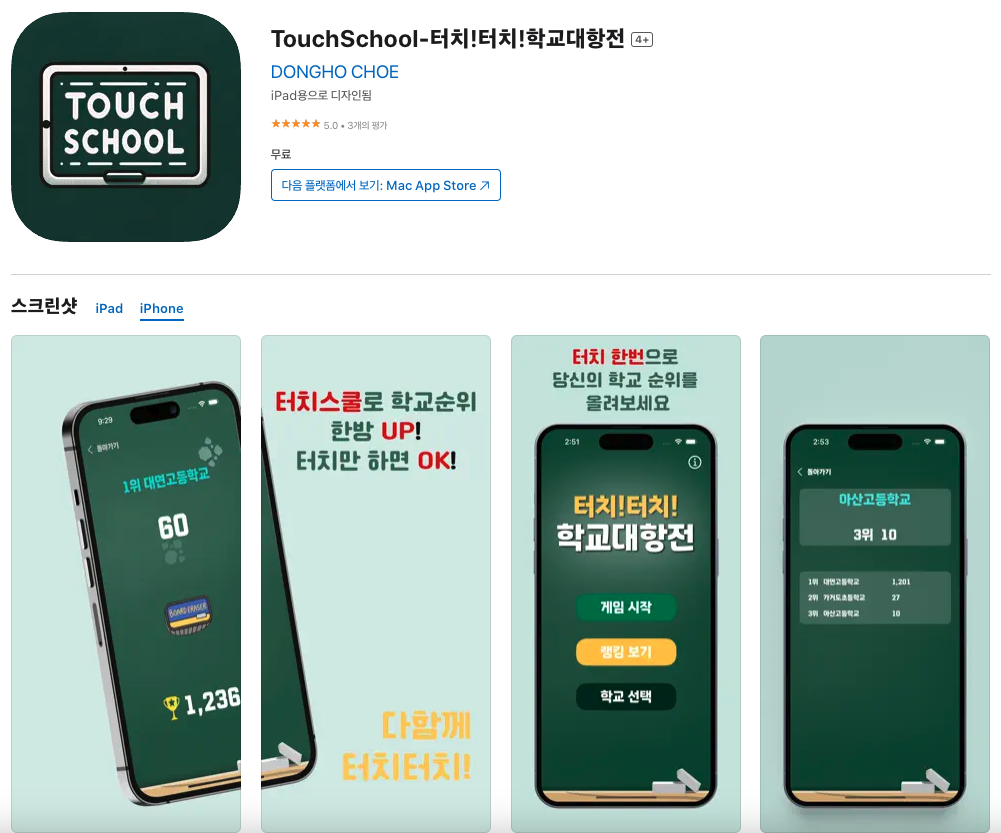 TOUCH
SCHOOL
TouchSchool-터치!터치!학교대항전 4+
DONGHO CHOE
iPad용으로 디자인됨
★★★★★ 5.0 • 3개의 평가
무료
다음 플랫폼에서 보기: Mac App Store ↗
스크린샷 iPad iPhone
9:29
돌아가기
1위 대면고등학교
60
BOARD ERASER
1,236
터치스쿨로 학교순위
한방 UP!
터치만 하면 OK!
다함께
터치터치!
터치 한번으로
당신의 학교 순위를
올려보세요
2:51
터치!터치!
학교대항전
게임 시작
랭킹 보기
학교 선택
2:53
돌아가기
아산고등학교
3위 10
1위 대면고등학교 1,201
2위 가거도초등학교 27
3위 아산고등학교 10